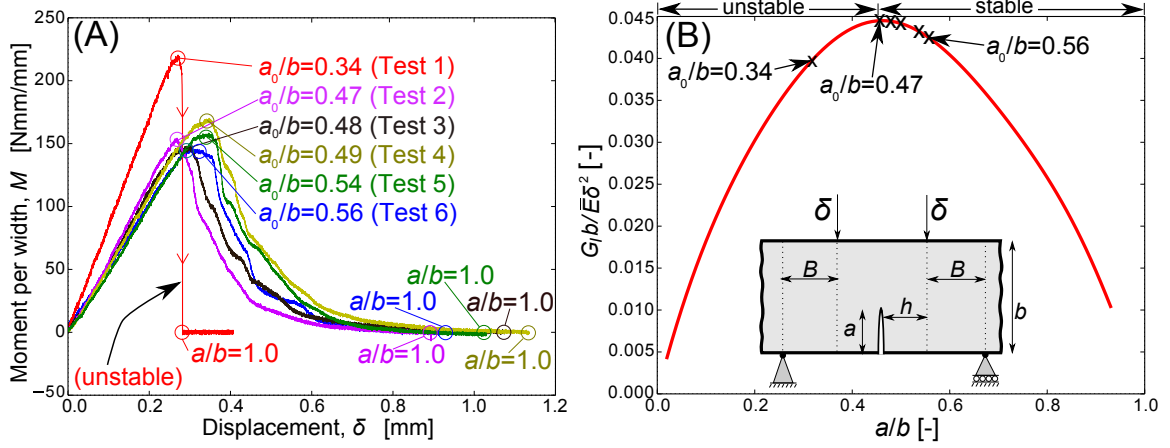 (A)
Moment per width, M [Nmm/mm]
250
200
150
100
50
0
−50
0.0
0.2
0.4
0.6
0.8
1.0
1.2
Displacement, δ [mm]
a₀/b=0.34 (Test 1)
a₀/b=0.47 (Test 2)
a₀/b=0.48 (Test 3)
a₀/b=0.49 (Test 4)
a₀/b=0.54 (Test 5)
a₀/b=0.56 (Test 6)
a/b=1.0
a/b=1.0
a/b=1.0
a/b=1.0
a/b=1.0
a/b=1.0
(unstable)
unstable
stable
(B)
G_I b/Ēδ² [-]
0.045
0.040
0.035
0.030
0.025
0.020
0.015
0.010
0.005
0.000
0.0
0.2
0.4
0.6
0.8
1.0
a/b [-]
a₀/b=0.34
a₀/b=0.47
a₀/b=0.56
δ
δ
B
B
h
a
b